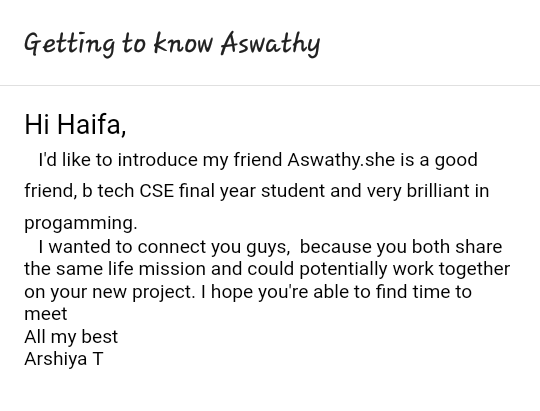 Getting to know Aswathy
Hi Haifa,
I'd like to introduce my friend Aswathy.she is a good
friend, b tech CSE final year student and very brilliant in
progamming.
I wanted to connect you guys,  because you both share
the same life mission and could potentially work together
on your new project. I hope you're able to find time to
meet
All my best
Arshiya T